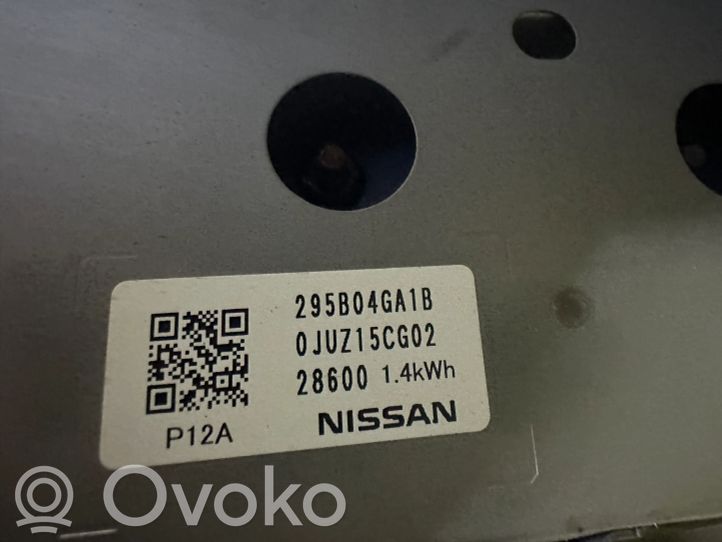 295B04GA1B
0JUZ15CG02
28600 1.4kWh
P12A NISSAN
Ovoko